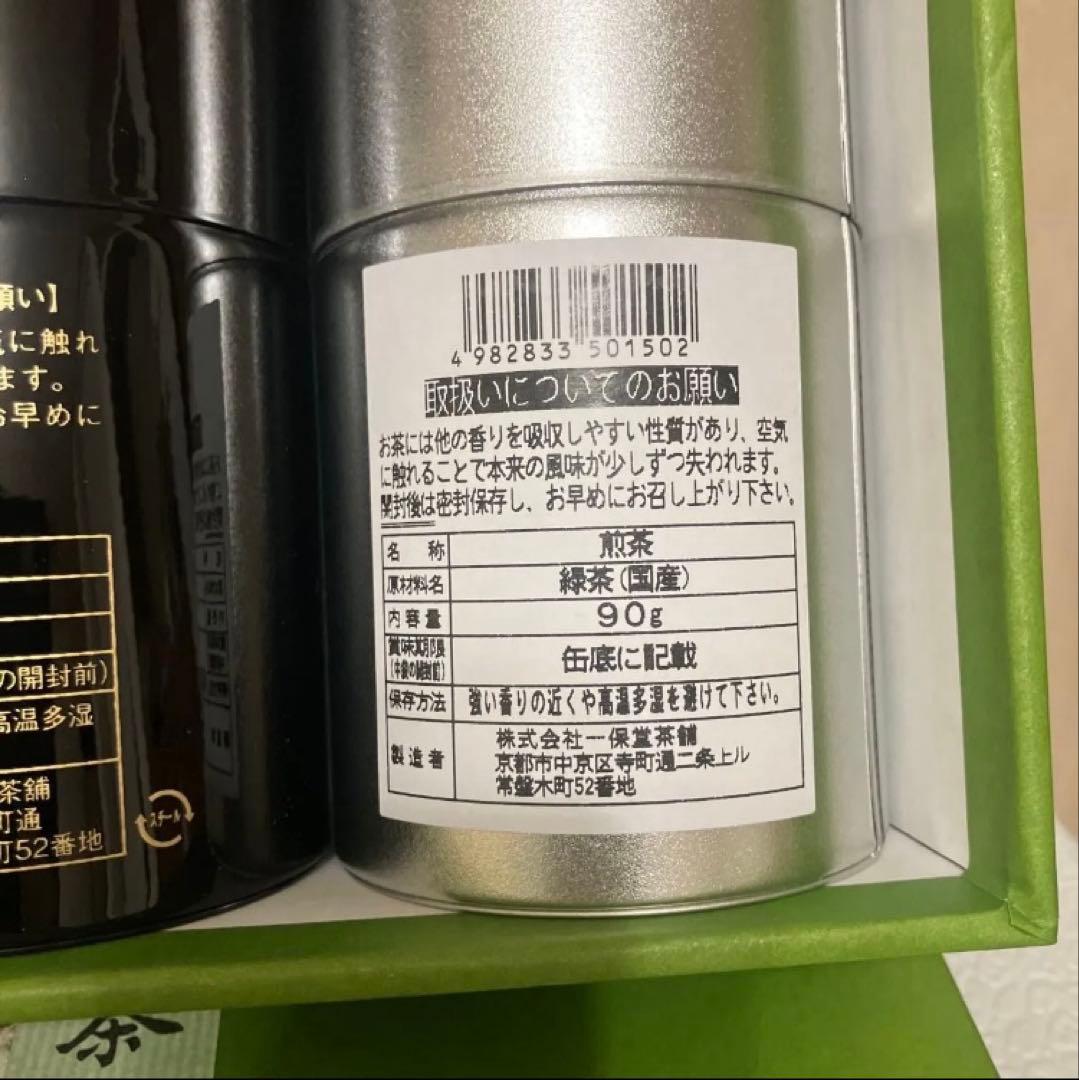 願い】
に触れ
ます。
お早めに
の開封前)
高温多湿
茶舗
町通
町52番地
スチール
4 982833 501502
取扱いについてのお願い
お茶には他の香りを吸収しやすい性質があり、空気
に触れることで本来の風味が少しずつ失われます。
開封後は密封保存し、お早めにお召し上がり下さい。
名 称 煎茶
原材料名 緑茶(国産)
内容量 90g
賞味期限 缶底に記載
(未開封)
保存方法 強い香りの近くや高温多湿を避けて下さい。
製造者 株式会社一保堂茶舗
京都市中京区寺町通二条上ル
常盤木町52番地
茶